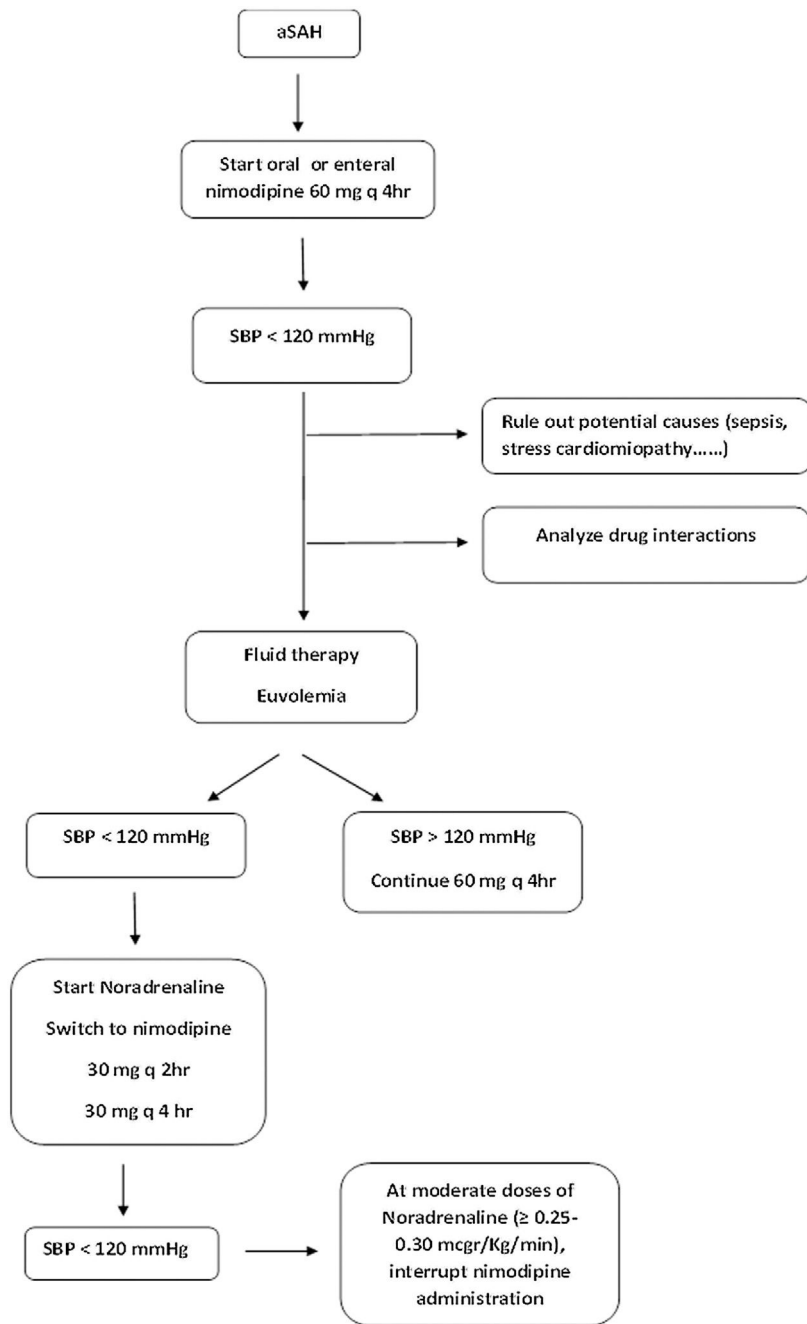 aSAH
Start oral or enteral
nimodipine 60 mg q 4hr
SBP < 120 mmHg
Rule out potential causes (sepsis,
stress cardiomiopathy......)
Analyze drug interactions
Fluid therapy
Euvolemia
SBP < 120 mmHg
SBP > 120 mmHg
Continue 60 mg q 4hr
Start Noradrenaline
Switch to nimodipine
30 mg q 2hr
30 mg q 4 hr
SBP < 120 mmHg
At moderate doses of
Noradrenaline (≥ 0.25-
0.30 mcgr/Kg/min),
interrupt nimodipine
administration